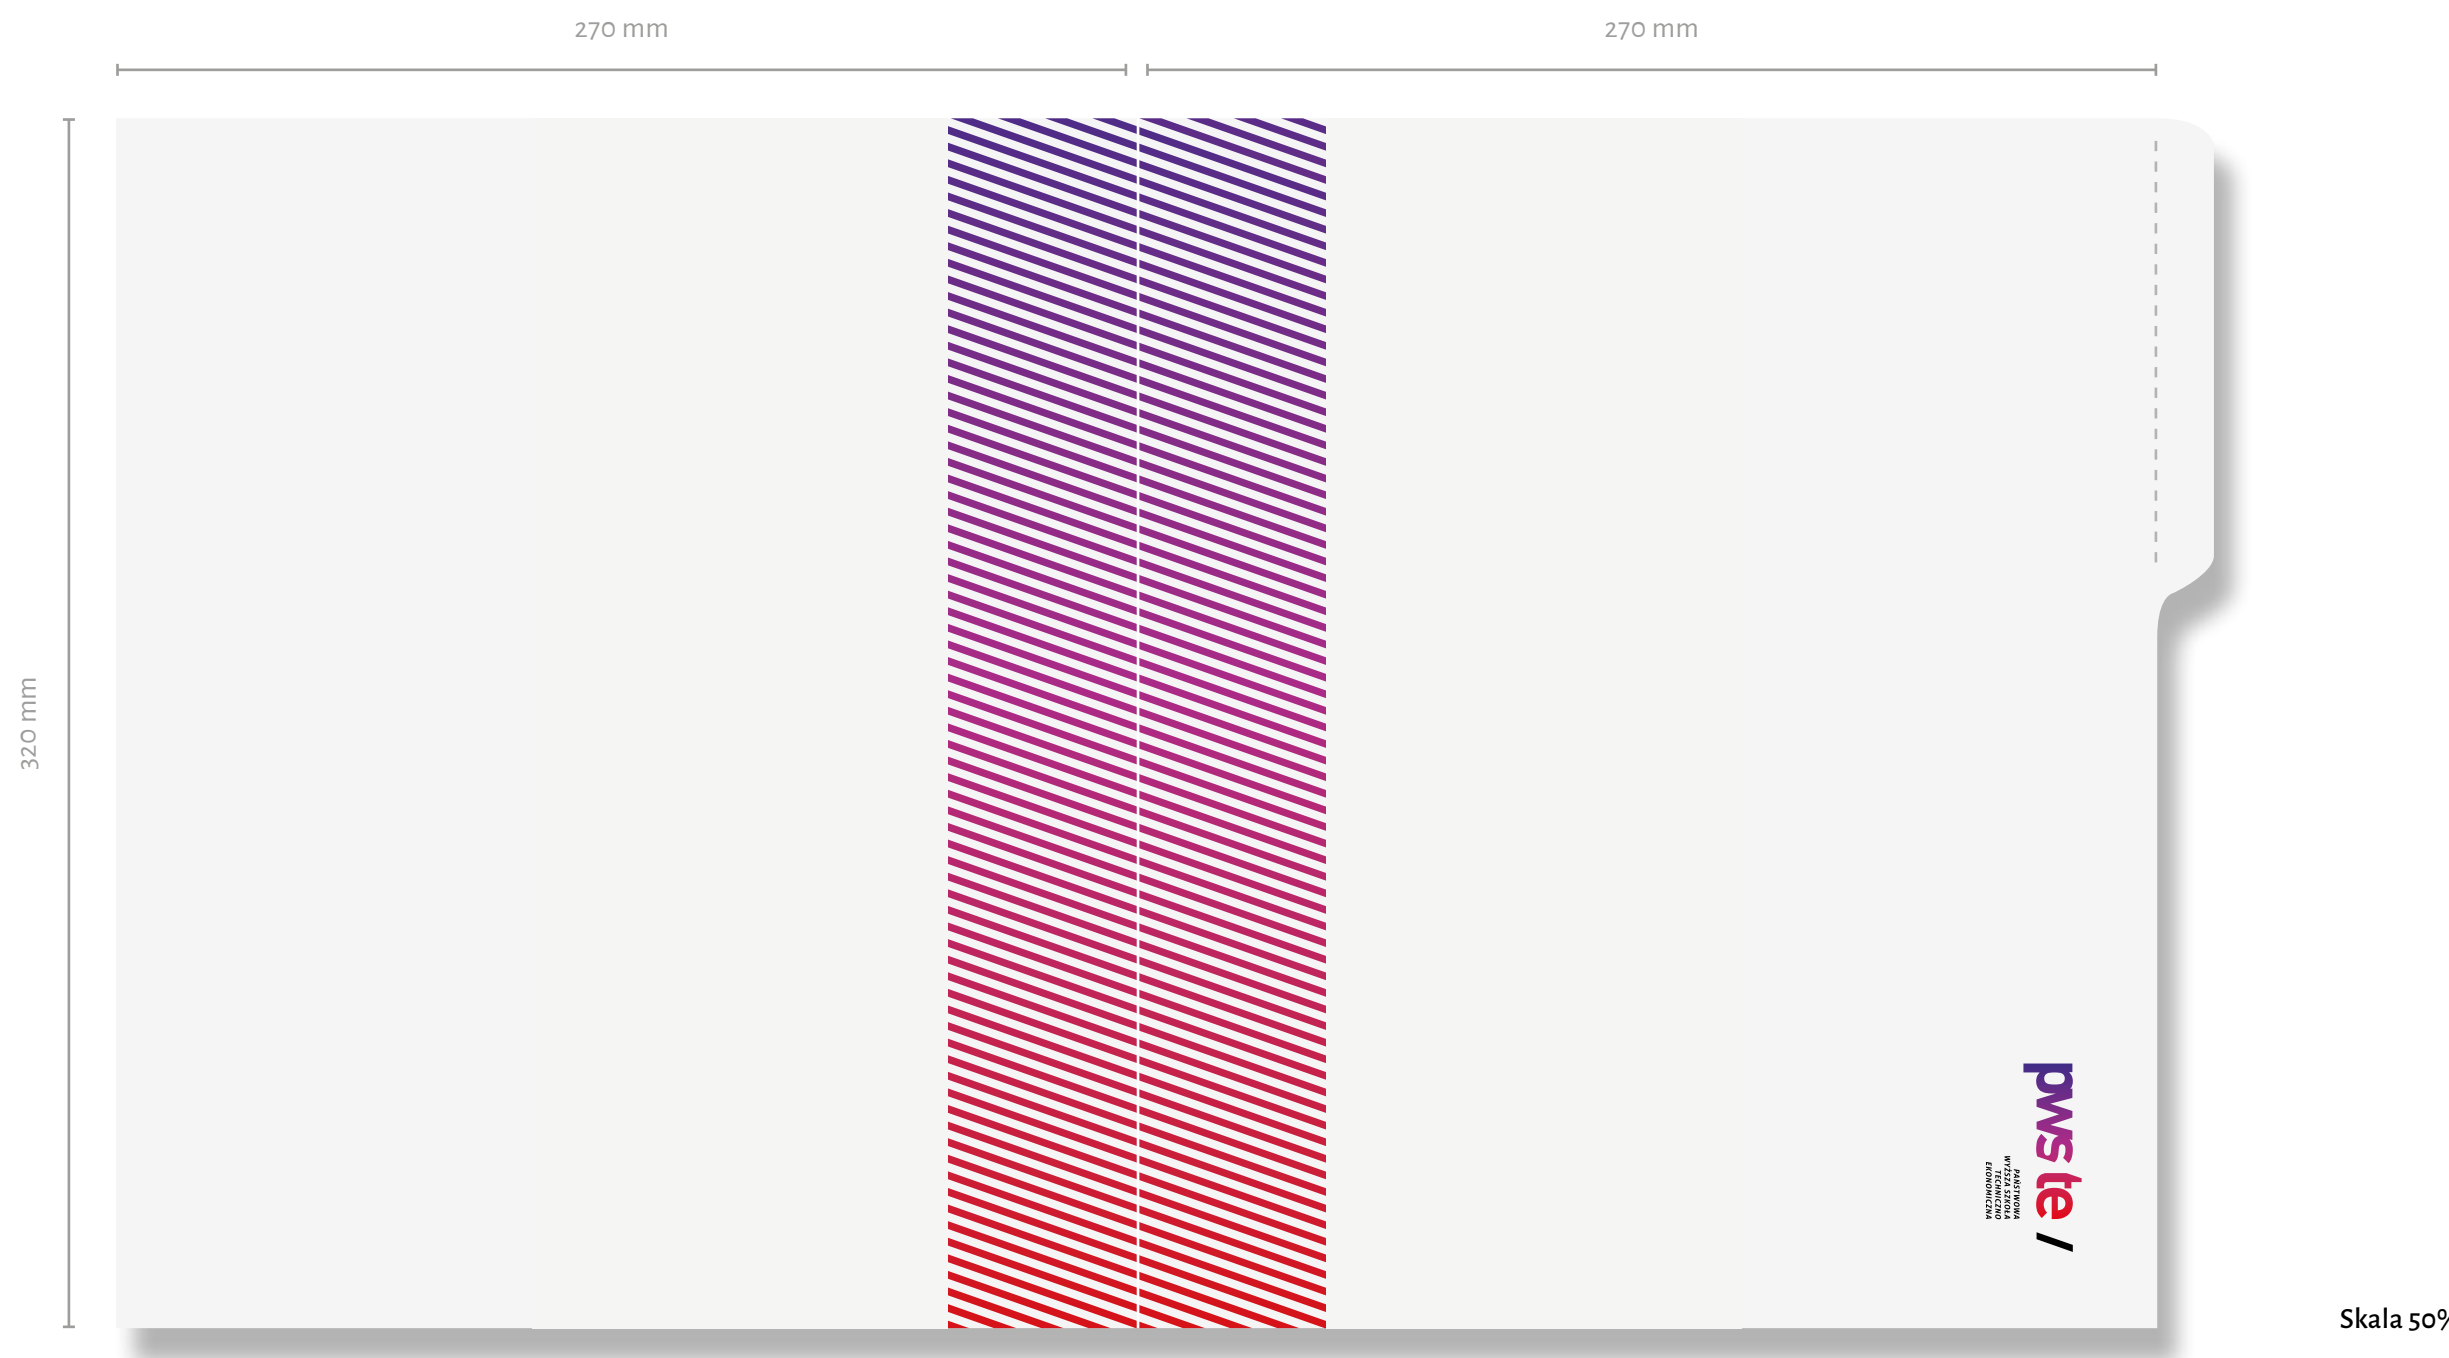 270 mm
270 mm
320 mm
pwste /
PAŃSTWOWA
WYŻSZA SZKOŁA
TECHNICZNO
EKONOMICZNA
Skala 50%